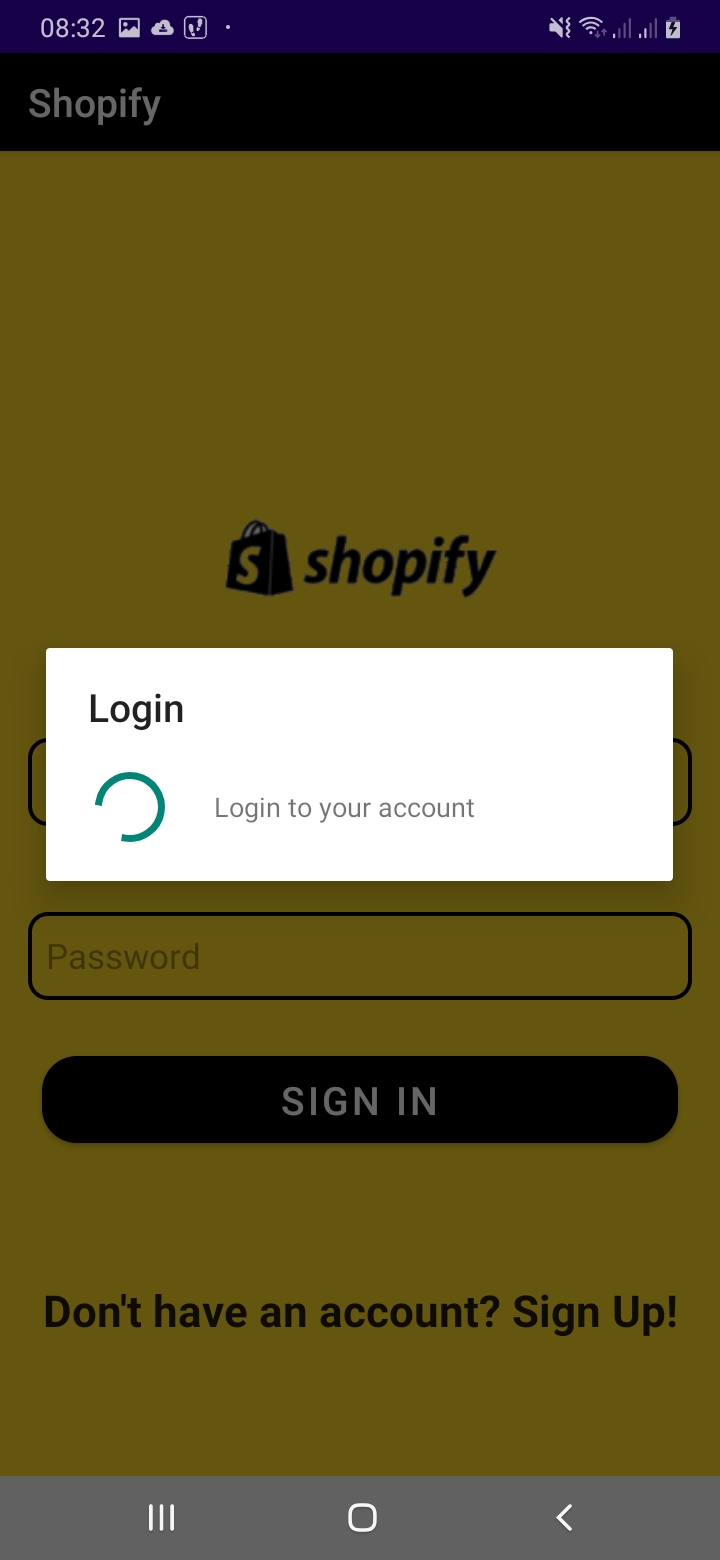 08:32
Shopify
shopify
Login
Login to your account
Password
SIGN IN
Don't have an account? Sign Up!